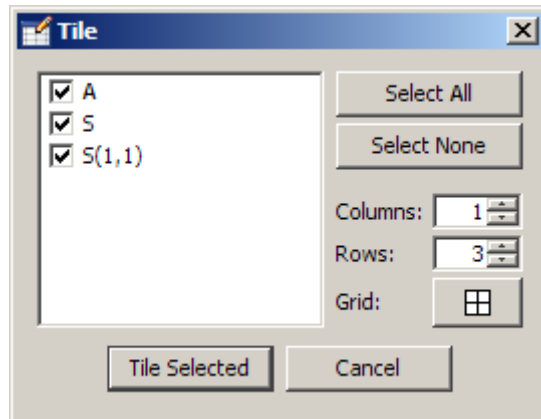 Tile
A
S
S(1,1)
Select All
Select None
Columns: 1
Rows: 3
Grid:
Tile Selected
Cancel